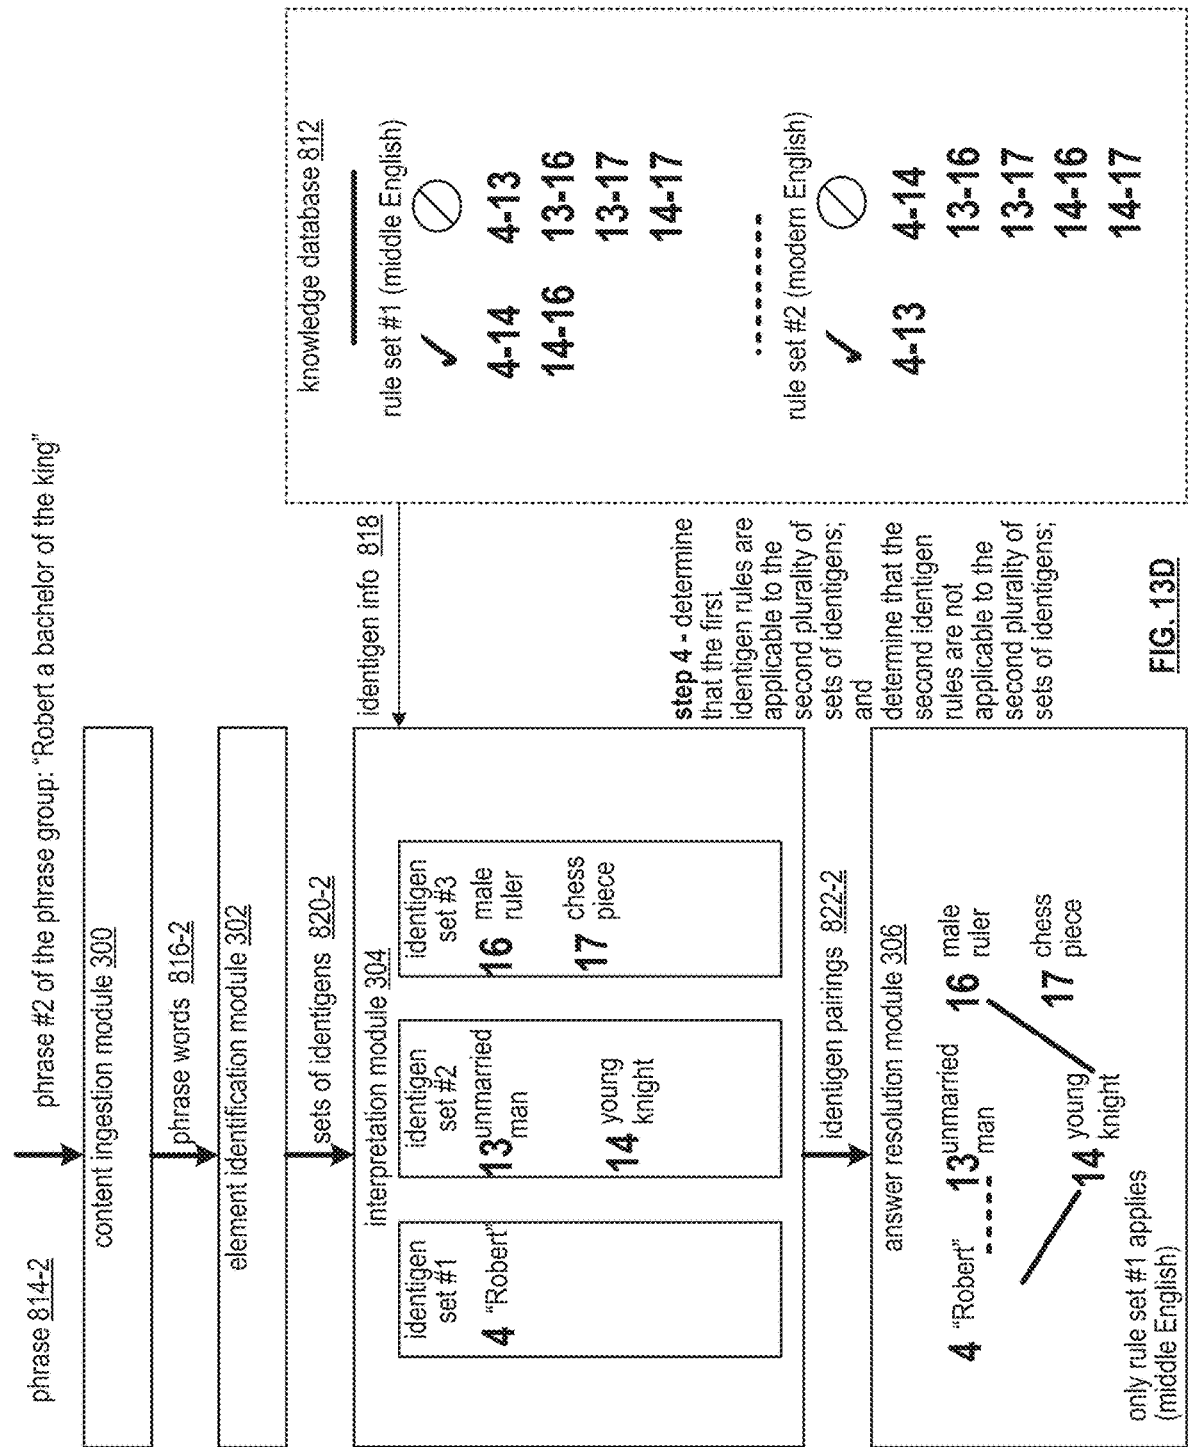 phrase 814-2
phrase #2 of the phrase group: “Robert a bachelor of the king”
content ingestion module 300
phrase words 816-2
element identification module 302
sets of identigens 820-2
interpretation module 304
identigen
set #1
4 “Robert”
identigen
set #2
13 unmarried
man
14 young
knight
identigen
set #3
16 male
ruler
17 chess
piece
identigen info 818
knowledge database 812
rule set #1 (middle English)
4-14 4-13
14-16 13-16
13-17
14-17
rule set #2 (modern English)
4-13 4-14
13-16
13-17
14-16
14-17
step 4 - determine
that the first
identigen rules are
applicable to the
second plurality of
sets of identigens;
and
determine that the
second identigen
rules are not
applicable to the
second plurality of
sets of identigens;
identigen pairings 822-2
answer resolution module 306
4 “Robert”
13 unmarried
man
16 male
ruler
14 young
knight
17 chess
piece
only rule set #1 applies
(middle English)
FIG. 13D